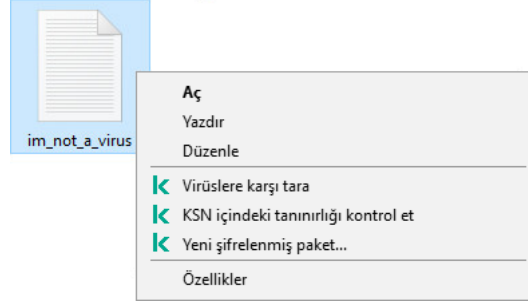 im_not_a_virus
Aç
Yazdır
Düzenle
Virüslere karşı tara
KSN içindeki tanınırlığı kontrol et
Yeni şifrelenmiş paket...
Özellikler